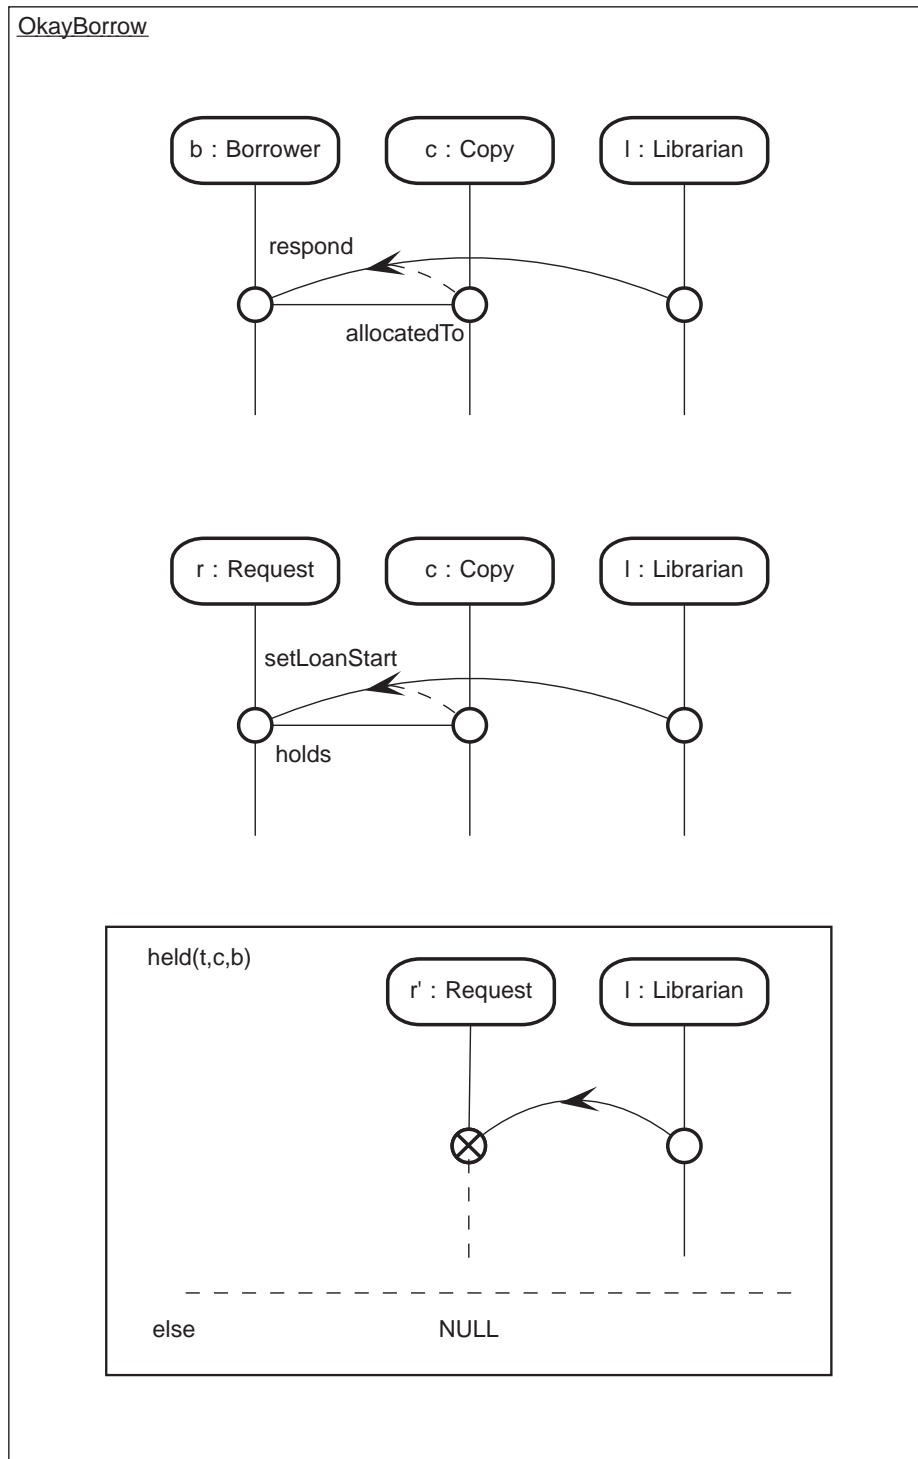 OkayBorrow
b : Borrower
c : Copy
l : Librarian
respond
allocatedTo
r : Request
c : Copy
l : Librarian
setLoanStart
holds
held(t,c,b)
r' : Request
l : Librarian
else
NULL